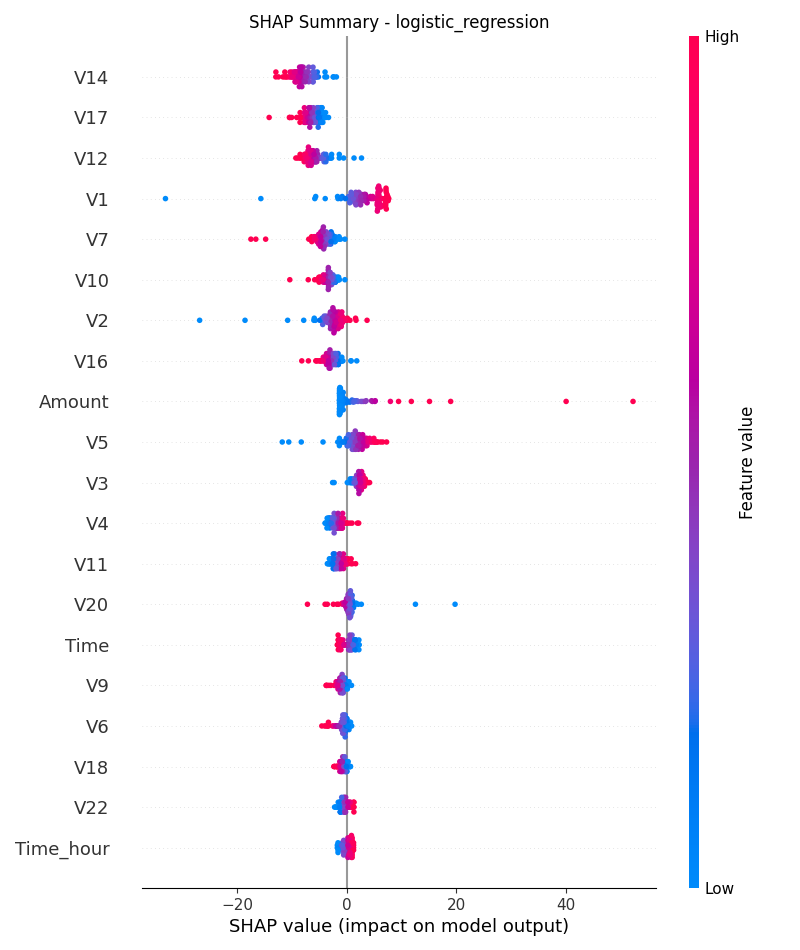 SHAP Summary - logistic_regression
High
V14
V17
V12
V1
V7
V10
V2
V16
Amount
V5
V3
V4
V11
V20
Time
V9
V6
V18
V22
Time_hour
Feature value
Low
−20 0 20 40
SHAP value (impact on model output)